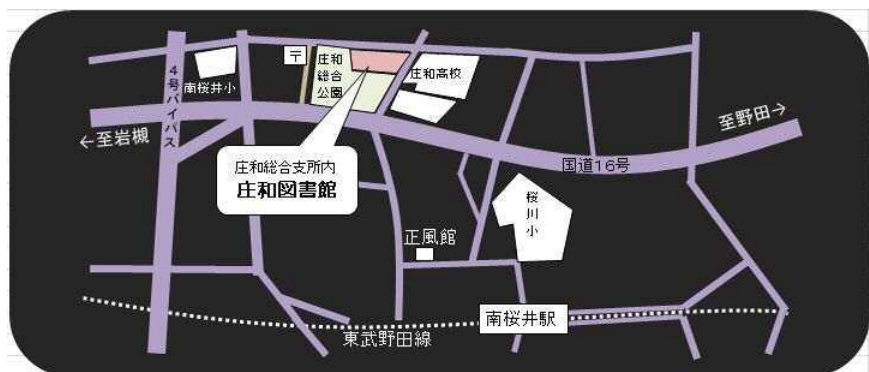 4号バイパス
南桜井小
〒
庄和
総合
公園
庄和高校
←至岩槻
至野田→
国道16号
庄和総合支所内
庄和図書館
桜川小
正風館
南桜井駅
東武野田線